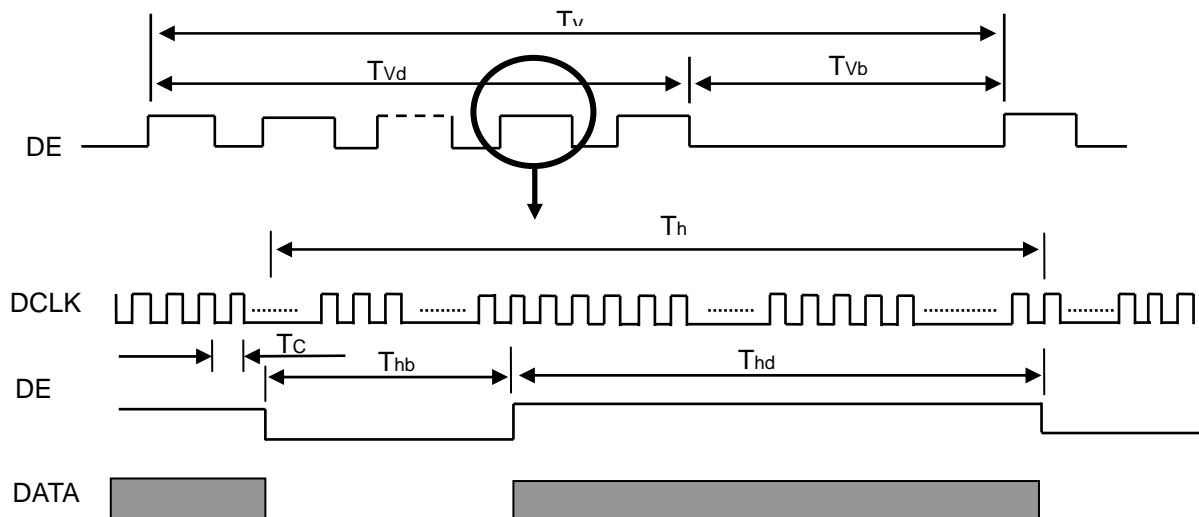 Tv
TVd
TVb
DE
Th
DCLK
TC
Thb
Thd
DE
DATA